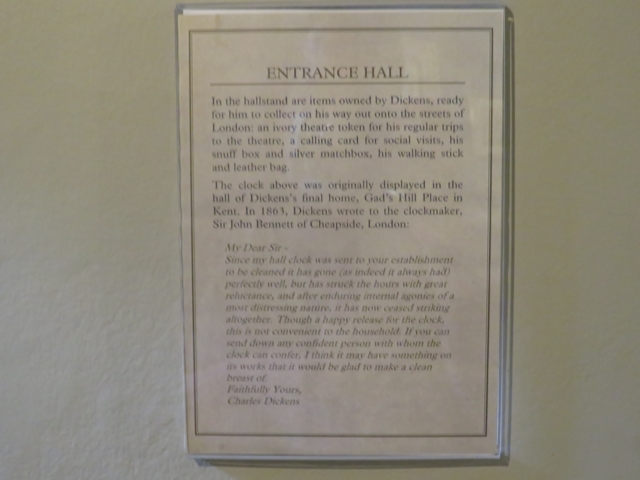 ENTRANCE HALL
In the hallstand are items owned by Dickens, ready
for him to collect on his way out onto the streets of
London: an ivory theatre token for his regular trips
to the theatre, a calling card for social visits, his
snuff box and silver matchbox, his walking stick
and leather bag.
The clock above was originally displayed in the
hall of Dickens's final home, Gad's Hill Place in
Kent. In 1863, Dickens wrote to the clockmaker,
Sir John Bennett of Cheapside, London:
My Dear Sir -
Since my hall clock was sent to your establishment
to be cleaned it has gone (as indeed it always had)
perfectly well, but has struck the hours with great
reluctance, and after enduring internal agonies of a
most distressing nature, it has now ceased striking
altogether. Though a happy release for the clock,
this is not convenient to the household. If you can
send down any confident person with whom the
clock can confer, I think it may have something on
its works that it would be glad to make a clean
breast of.
Faithfully Yours,
Charles Dickens